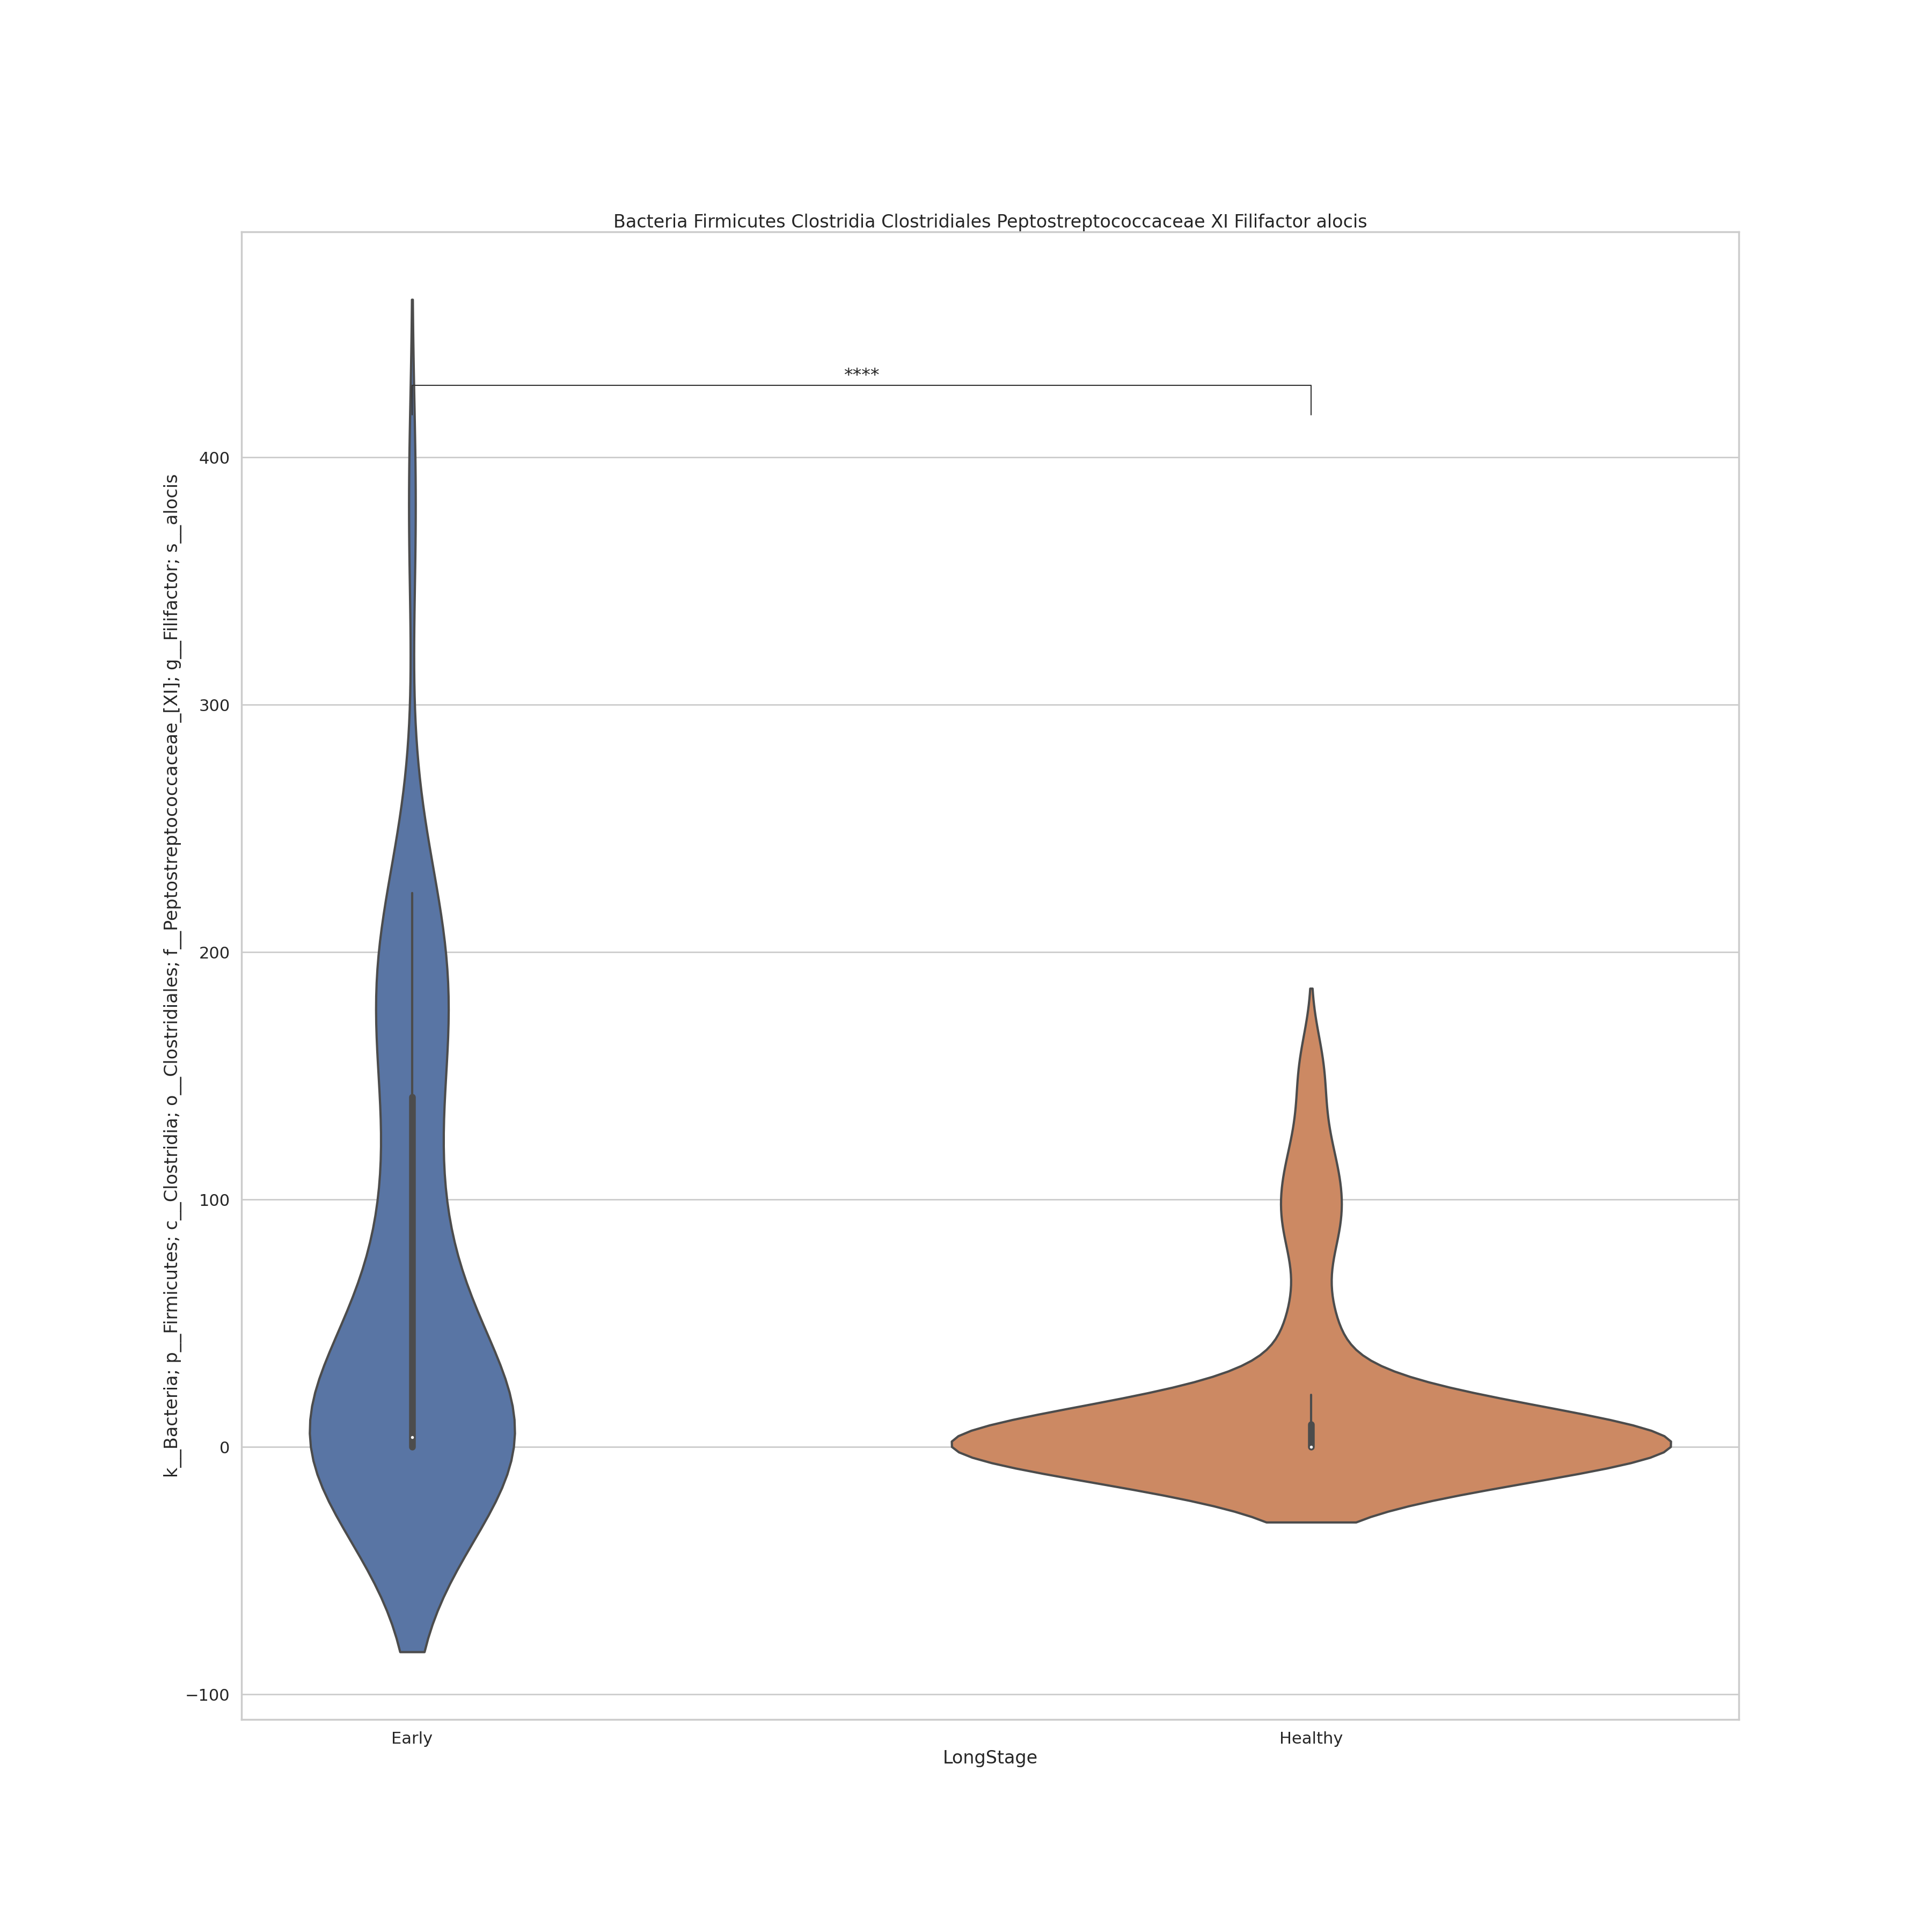 Bacteria Firmicutes Clostridia Clostridiales Peptostreptococcaceae XI Filifactor alocis
****
k__Bacteria; p__Firmicutes; c__Clostridia; o__Clostridiales; f__Peptostreptococcaceae_[XI]; g__Filifactor; s__alocis
400
300
200
100
0
−100
Early
Healthy
LongStage